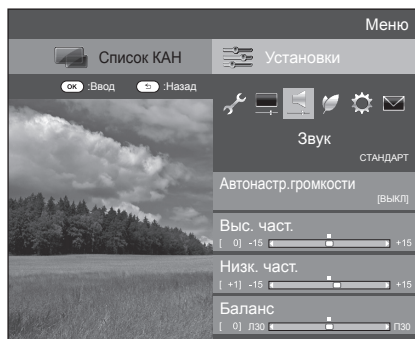 Меню
Список КАН
Установки
OK :Ввод :Назад
Звук
СТАНДАРТ
Автонастр.громкости
[ВЫКЛ]
Выс. част.
[ 0] -15 +15
Низк. част.
[ +1] -15 +15
Баланс
[ 0] Л30 П30